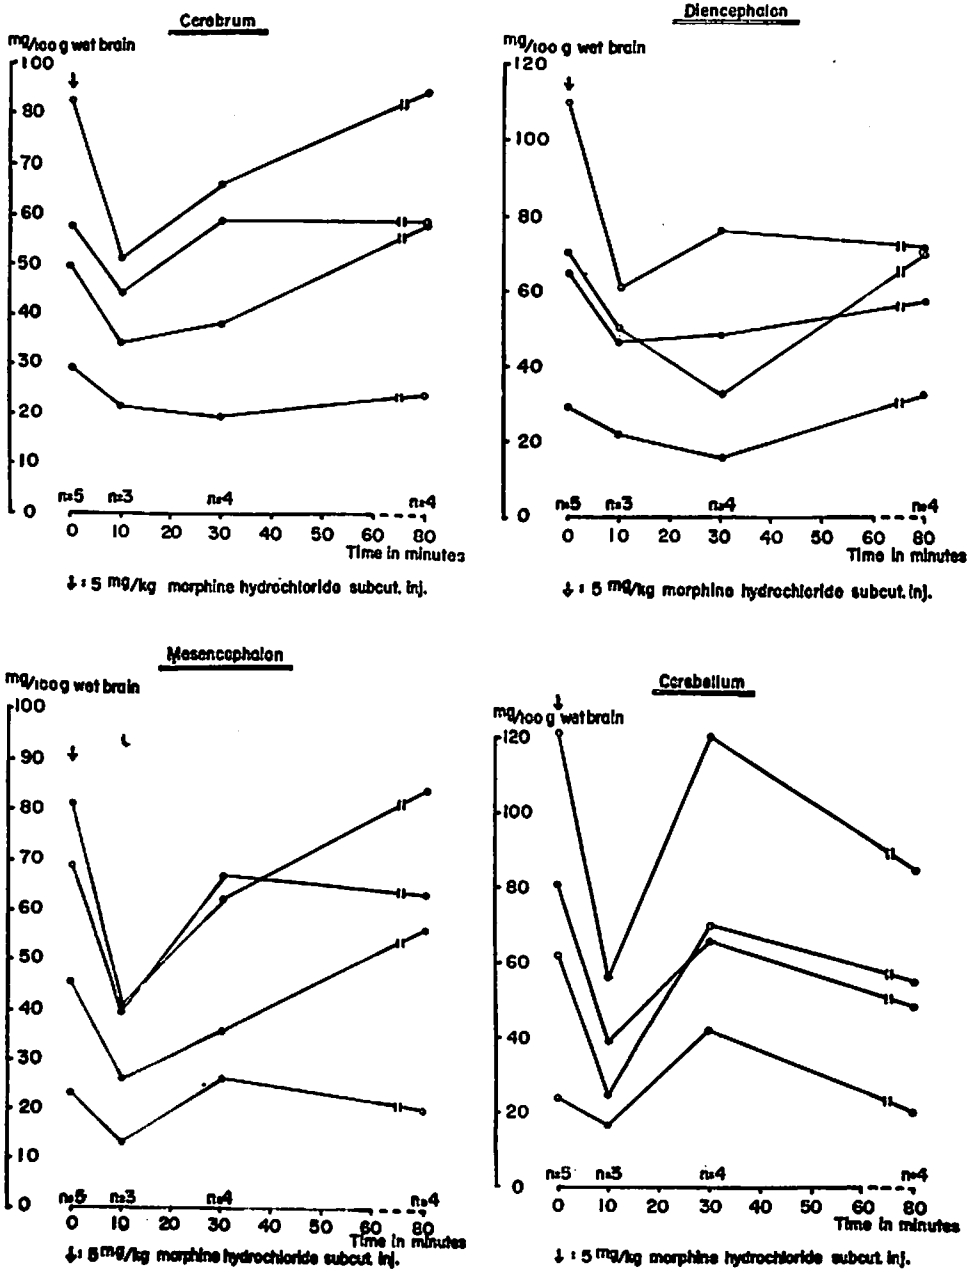 Cerebrum
mg/100 g wet brain
100
80
70
60
50
40
30
20
10
0
n=5 n=3 n=4 n=4
0 10 20 30 40 50 60 80
Time in minutes
↓ : 5 mg/kg morphine hydrochloride subcut. inj.
Diencephalon
mg/100 g wet brain
120
100
80
60
40
20
0
n=5 n=3 n=4 n=4
0 10 20 30 40 50 60 80
Time in minutes
↓ : 5 mg/kg morphine hydrochloride subcut. inj.
Mesencephalon
mg/100 g wet brain
100
90
80
70
60
50
40
30
20
10
0
n=5 n=3 n=4 n=4
0 10 20 30 40 50 60 80
Time in minutes
↓ : 5 mg/kg morphine hydrochloride subcut. inj.
Cerebellum
mg/100 g wet brain
120
100
80
60
40
20
0
n=5 n=3 n=4 n=4
0 10 20 30 40 50 60 80
Time in minutes
↓ : 5 mg/kg morphine hydrochloride subcut. inj.